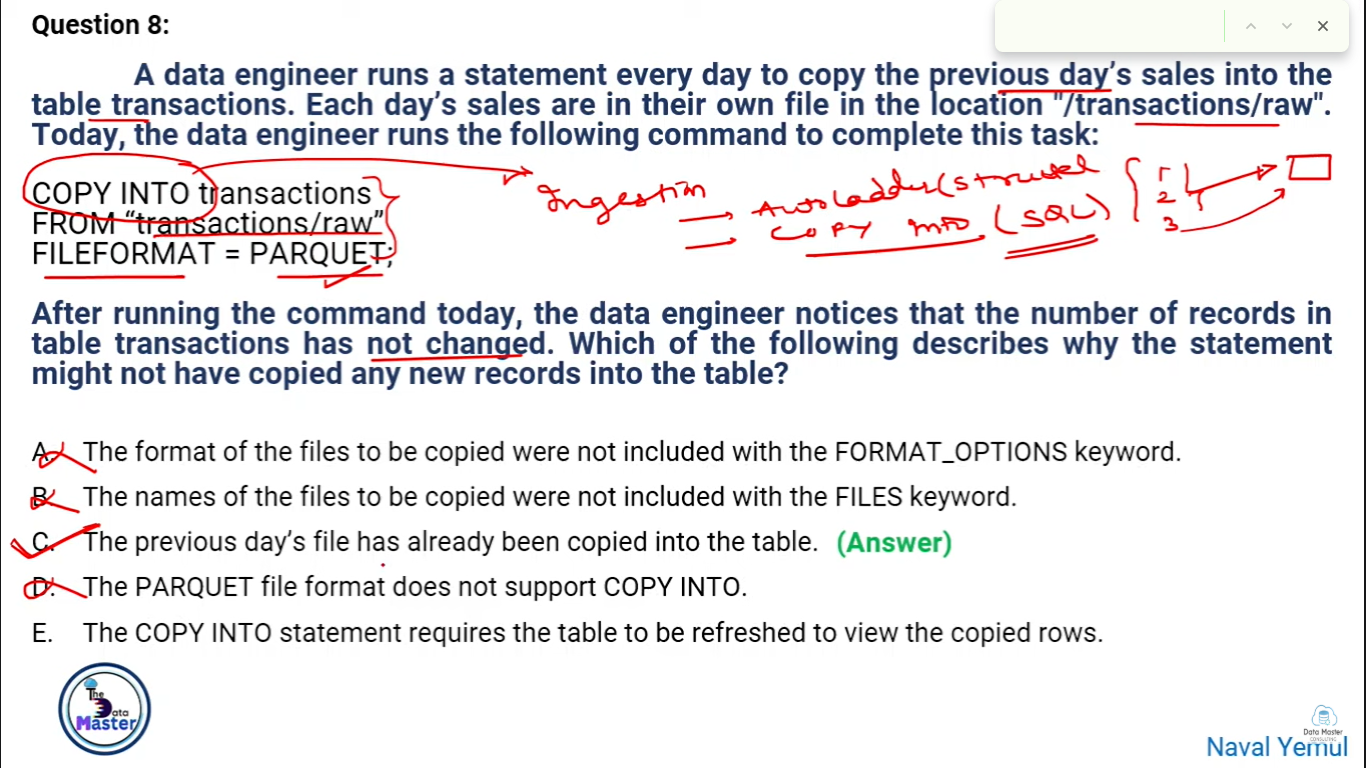 Question 8:
A data engineer runs a statement every day to copy the previous day's sales into the
table transactions. Each day's sales are in their own file in the location "/transactions/raw".
Today, the data engineer runs the following command to complete this task:
COPY INTO transactions
FROM “transactions/raw”
FILEFORMAT = PARQUET;
Ingestion
Autoloader(
COPY INTO (SQL)
1
2
3
After running the command today, the data engineer notices that the number of records in
table transactions has not changed. Which of the following describes why the statement
might not have copied any new records into the table?
A. The format of the files to be copied were not included with the FORMAT_OPTIONS keyword.
B. The names of the files to be copied were not included with the FILES keyword.
C. The previous day's file has already been copied into the table. (Answer)
D. The PARQUET file format does not support COPY INTO.
E. The COPY INTO statement requires the table to be refreshed to view the copied rows.
The
Data
Master
Data Master
Naval Yemul